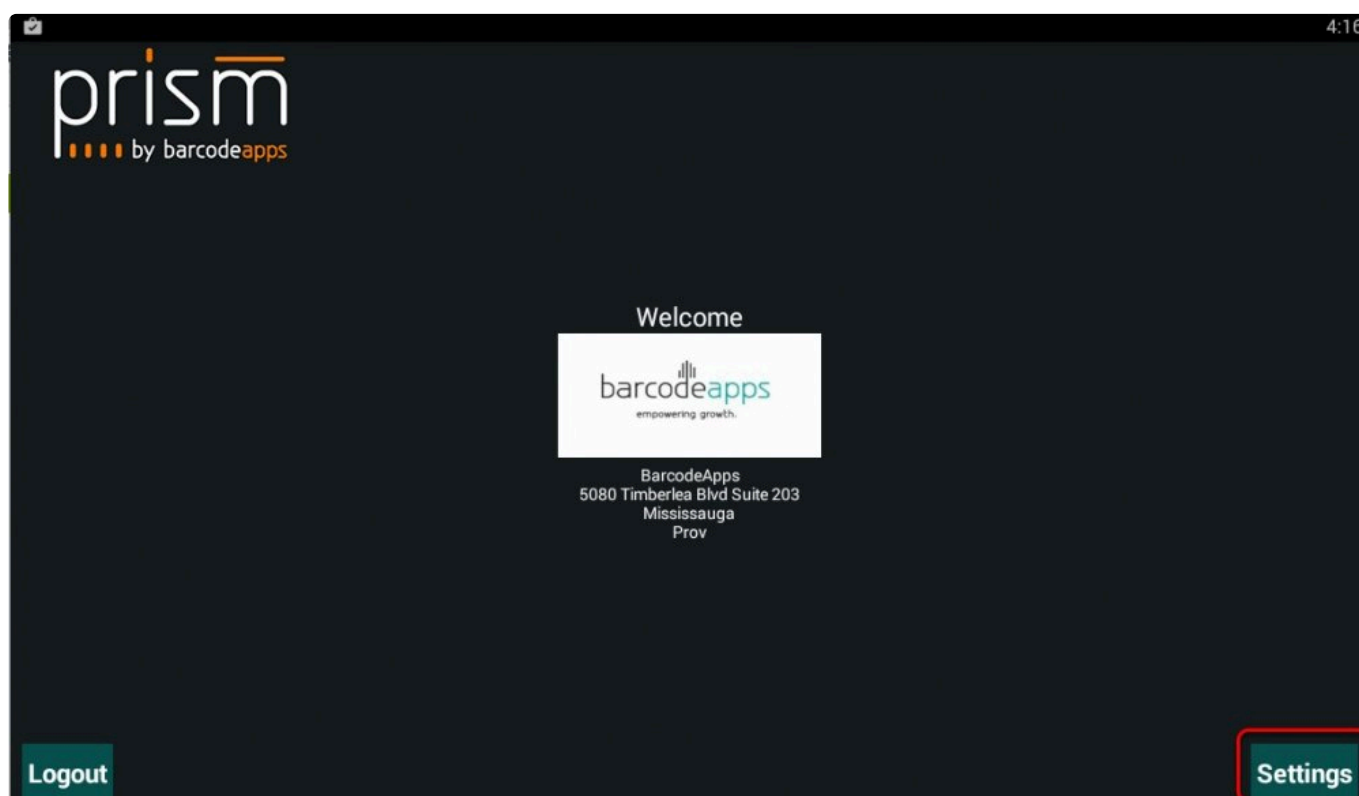 4:16
prism
by barcodeapps
Welcome
barcodeapps
empowering growth.
BarcodeApps
5080 Timberlea Blvd Suite 203
Mississauga
Prov
Logout
Settings